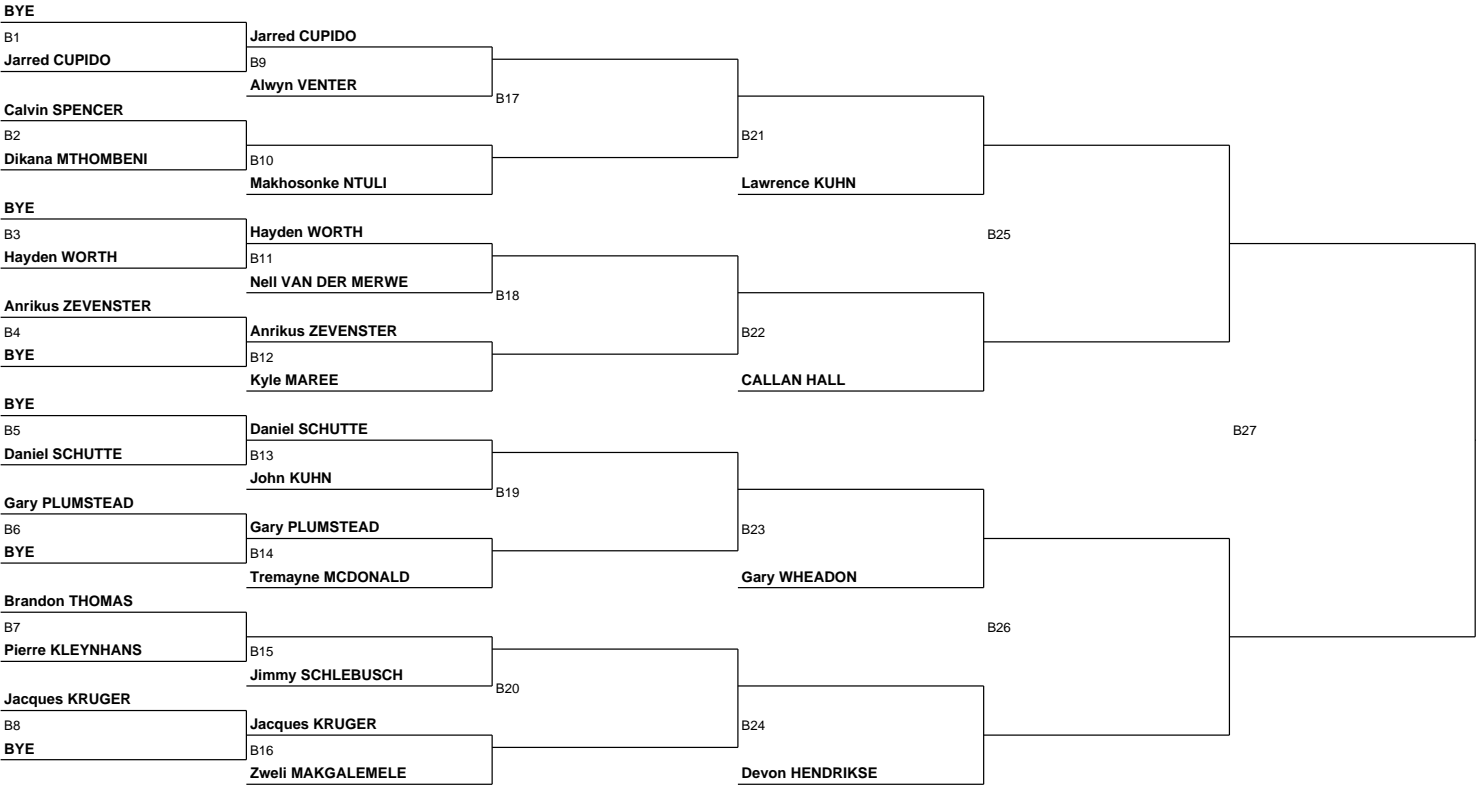 BYE
B1
Jarred CUPIDO
Calvin SPENCER
B2
Dikana MTHOMBENI
BYE
B3
Hayden WORTH
Anrikus ZEVENSTER
B4
BYE
BYE
B5
Daniel SCHUTTE
Gary PLUMSTEAD
B6
BYE
Brandon THOMAS
B7
Pierre KLEYNHANS
Jacques KRUGER
B8
BYE
Jarred CUPIDO
B9
Alwyn VENTER
B10
Makhosonke NTULI
Hayden WORTH
B11
Nell VAN DER MERWE
Anrikus ZEVENSTER
B12
Kyle MAREE
Daniel SCHUTTE
B13
John KUHN
Gary PLUMSTEAD
B14
Tremayne MCDONALD
B15
Jimmy SCHLEBUSCH
Jacques KRUGER
B16
Zweli MAKGALEMELE
B17
B18
B19
B20
B21
Lawrence KUHN
B22
CALLAN HALL
B23
Gary WHEADON
B24
Devon HENDRIKSE
B25
B26
B27